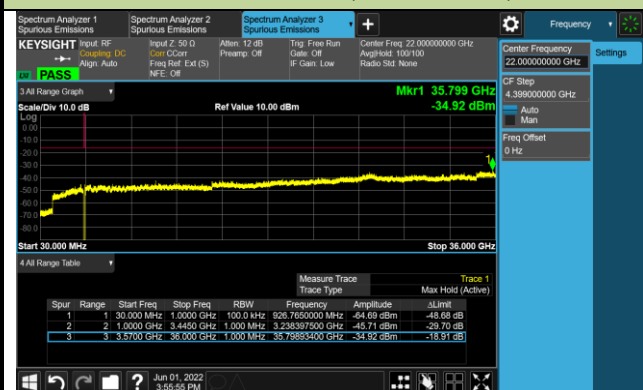 Spectrum Analyzer 1
Spurious Emissions
Spectrum Analyzer 2
Spurious Emissions
Spectrum Analyzer 3
Spurious Emissions
+
Frequency
KEYSIGHT
Input: RF
Coupling: DC
Align: Auto
Input Z: 50 Ω
Corr CCorr
Freq Ref: Ext (S)
NFE: Off
Atten: 12 dB
Preamp: Off
Trig: Free Run
Gate: Off
IF Gain: Low
Center Freq: 22.000000000 GHz
Avg|Hold: 100/100
Radio Std: None
LXI
PASS
Center Frequency
22.000000000 GHz
Settings
CF Step
4.399000000 GHz
Auto
Man
Freq Offset
0 Hz
3 All Range Graph
Mkr1 35.799 GHz
-34.92 dBm
Scale/Div 10.0 dB
Ref Value 10.00 dBm
Log
0.00
-10.0
-20.0
-30.0
-40.0
-50.0
-60.0
-70.0
-80.0
1
Start 30.000 MHz
Stop 36.000 GHz
4 All Range Table
Measure Trace Trace 1
Trace Type Max Hold (Active)
Spur Range Start Freq Stop Freq RBW Frequency Amplitude ΔLimit
1 1 30.000 MHz 1.0000 GHz 100.0 kHz 926.7650000 MHz -64.69 dBm -48.68 dB
2 2 1.0000 GHz 3.4450 GHz 1.000 MHz 3.238397500 GHz -45.71 dBm -29.70 dB
3 3 3.5700 GHz 36.000 GHz 1.000 MHz 35.79893400 GHz -34.92 dBm -18.91 dB
?
Jun 01, 2022
3:55:55 PM